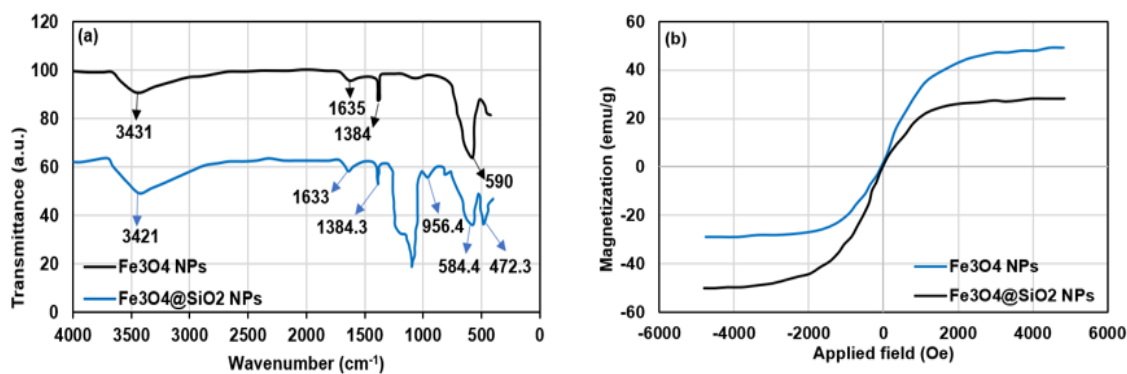 (a)
Transmittance (a.u.)
120
100
80
60
40
20
0
3431
1635
1384
590
3421
1633
1384.3
956.4
584.4
472.3
Fe3O4 NPs
Fe3O4@SiO2 NPs
4000 3500 3000 2500 2000 1500 1000 500 0
Wavenumber (cm⁻¹)
(b)
Magnetization (emu/g)
60
40
20
0
-20
-40
-60
Fe3O4 NPs
Fe3O4@SiO2 NPs
-6000 -4000 -2000 0 2000 4000 6000
Applied field (Oe)